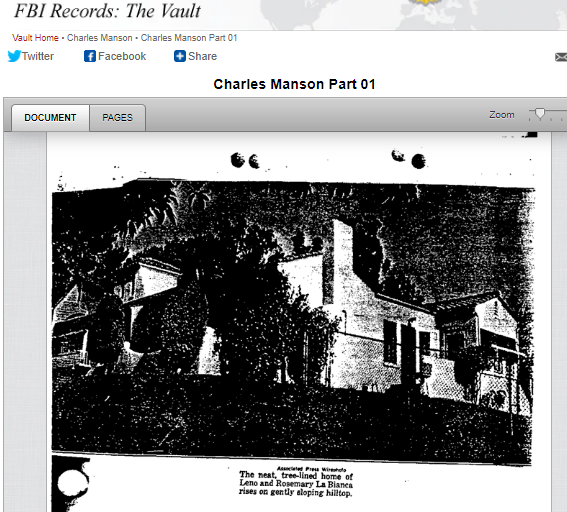 FBI Records: The Vault
Vault Home • Charles Manson • Charles Manson Part 01
Twitter Facebook Share
Charles Manson Part 01
DOCUMENT PAGES Zoom
Associated Press Wirephoto
The neat, tree-lined home of
Leno and Rosemary La Bianca
rises on gently sloping hilltop.